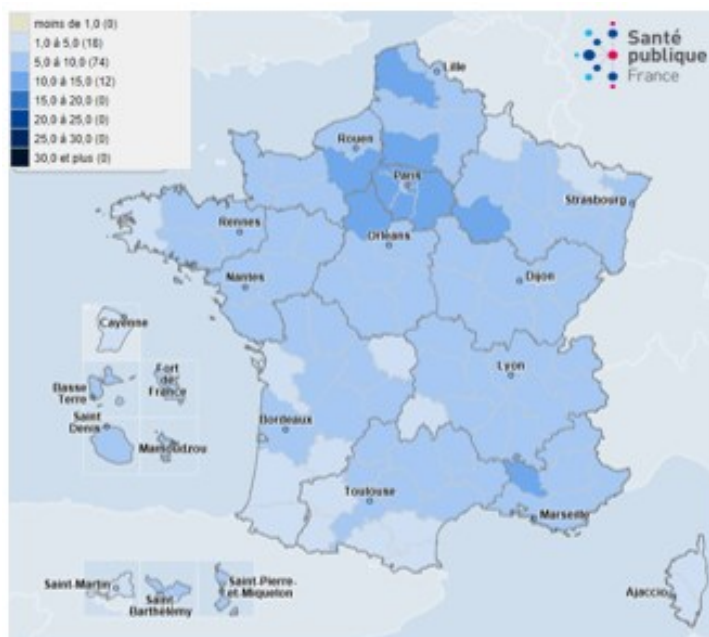 moins de 1,0 (0)
1,0 à 5,0 (18)
5,0 à 10,0 (74)
10,0 à 15,0 (12)
15,0 à 20,0 (0)
20,0 à 25,0 (0)
25,0 à 30,0 (0)
30,0 et plus (0)
Santé
publique
France
Lille
Rouen
Paris
Strasbourg
Rennes
Orléans
Nantes
Dijon
Cayenne
Lyon
Basse
Terre
Fort
de
France
Saint
Denis
Mamoudzou
Bordeaux
Toulouse
Marseille
Saint-Martin
Saint
Barthélémy
Saint-Pierre
et-Miquelon
Ajaccio